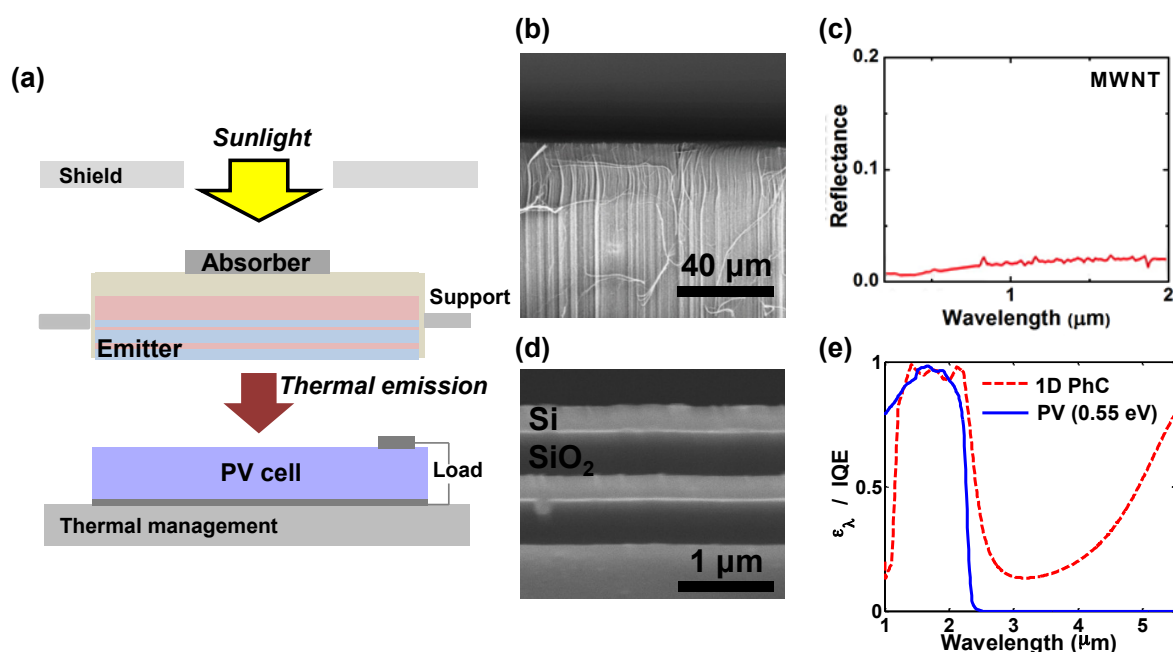 (a)
Sunlight
Shield
Absorber
Support
Emitter
Thermal emission
PV cell
Load
Thermal management
(b)
40 μm
(c)
0.2
MWNT
Reflectance
0.1
0.0
1
2
Wavelength (μm)
(d)
Si
SiO₂
1 μm
(e)
1
1D PhC
PV (0.55 eV)
ελ / IQE
0.5
0
1
2
3
4
5
Wavelength (μm)